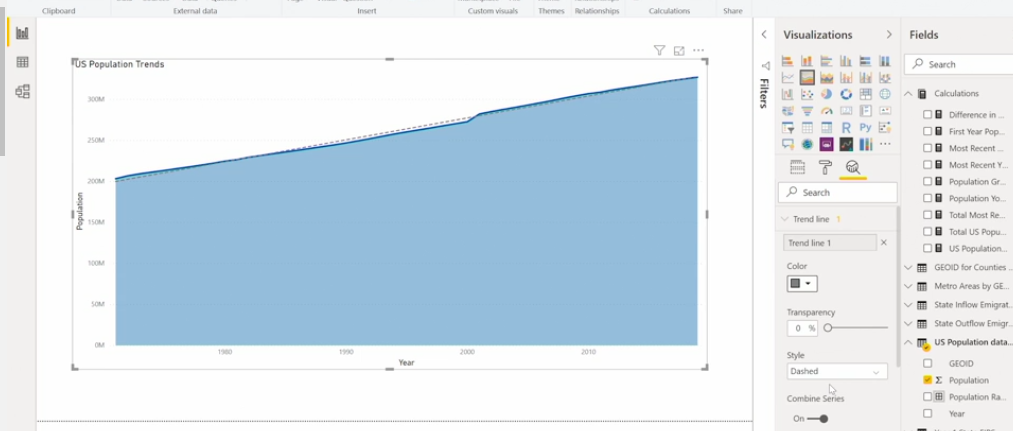 Clipboard
External data
Insert
Custom visuals
Themes
Relationships
Calculations
Share
US Population Trends
300M
250M
200M
150M
100M
50M
0M
Population
1980
1990
2000
2010
Year
Filters
Visualizations
R
Py
Search
Trend line 1
Trend line 1
Color
Transparency
0 %
Style
Dashed
Combine Series
On
Fields
Search
Calculations
Difference in ...
First Year Pop...
Most Recent ...
Most Recent Y...
Population Gr...
Population Yo...
Total Most Re...
Total US Popu...
US Population...
GEOID for Counties ...
Metro Areas by GE...
State Inflow Emigrat...
State Outflow Emigr...
US Population data...
GEOID
Σ Population
Population Ra...
Year